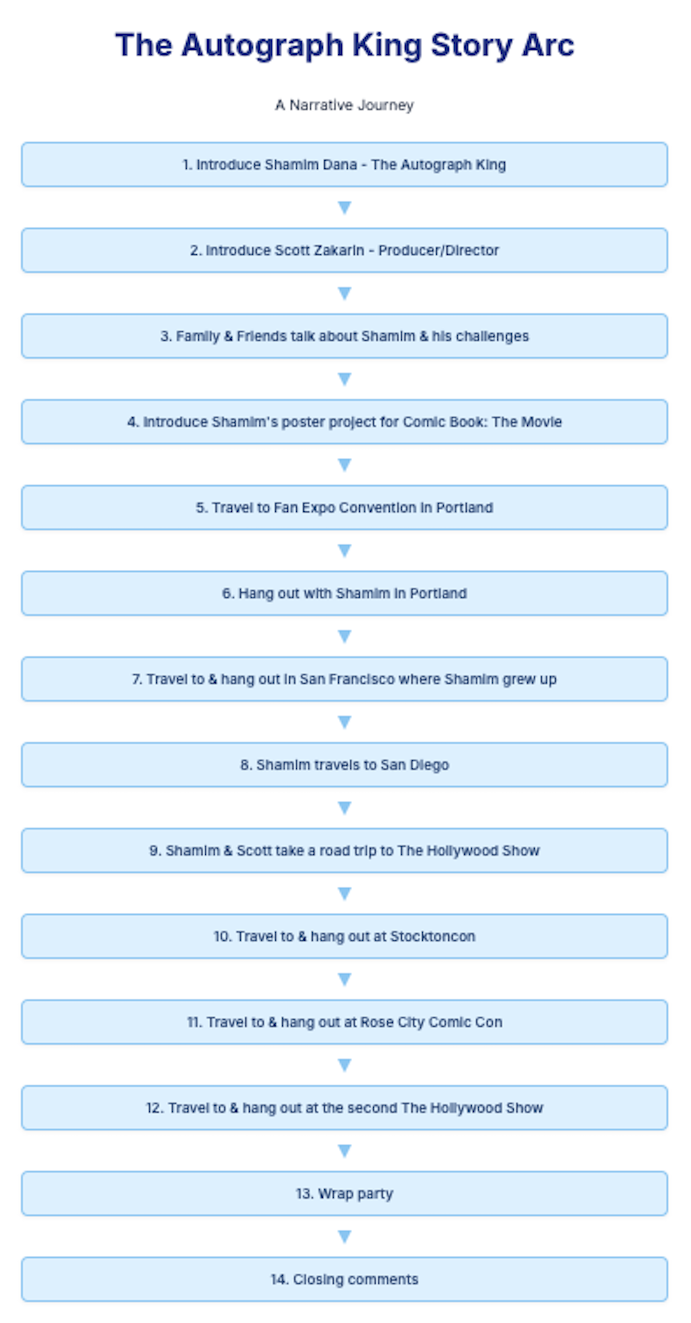 The Autograph King Story Arc
A Narrative Journey
1. Introduce Shamim Dana - The Autograph King
2. Introduce Scott Zakarin - Producer/Director
3. Family & Friends talk about Shamim & his challenges
4. Introduce Shamim's poster project for Comic Book: The Movie
5. Travel to Fan Expo Convention in Portland
6. Hang out with Shamim in Portland
7. Travel to & hang out in San Francisco where Shamim grew up
8. Shamim travels to San Diego
9. Shamim & Scott take a road trip to The Hollywood Show
10. Travel to & hang out at Stocktoncon
11. Travel to & hang out at Rose City Comic Con
12. Travel to & hang out at the second The Hollywood Show
13. Wrap party
14. Closing comments